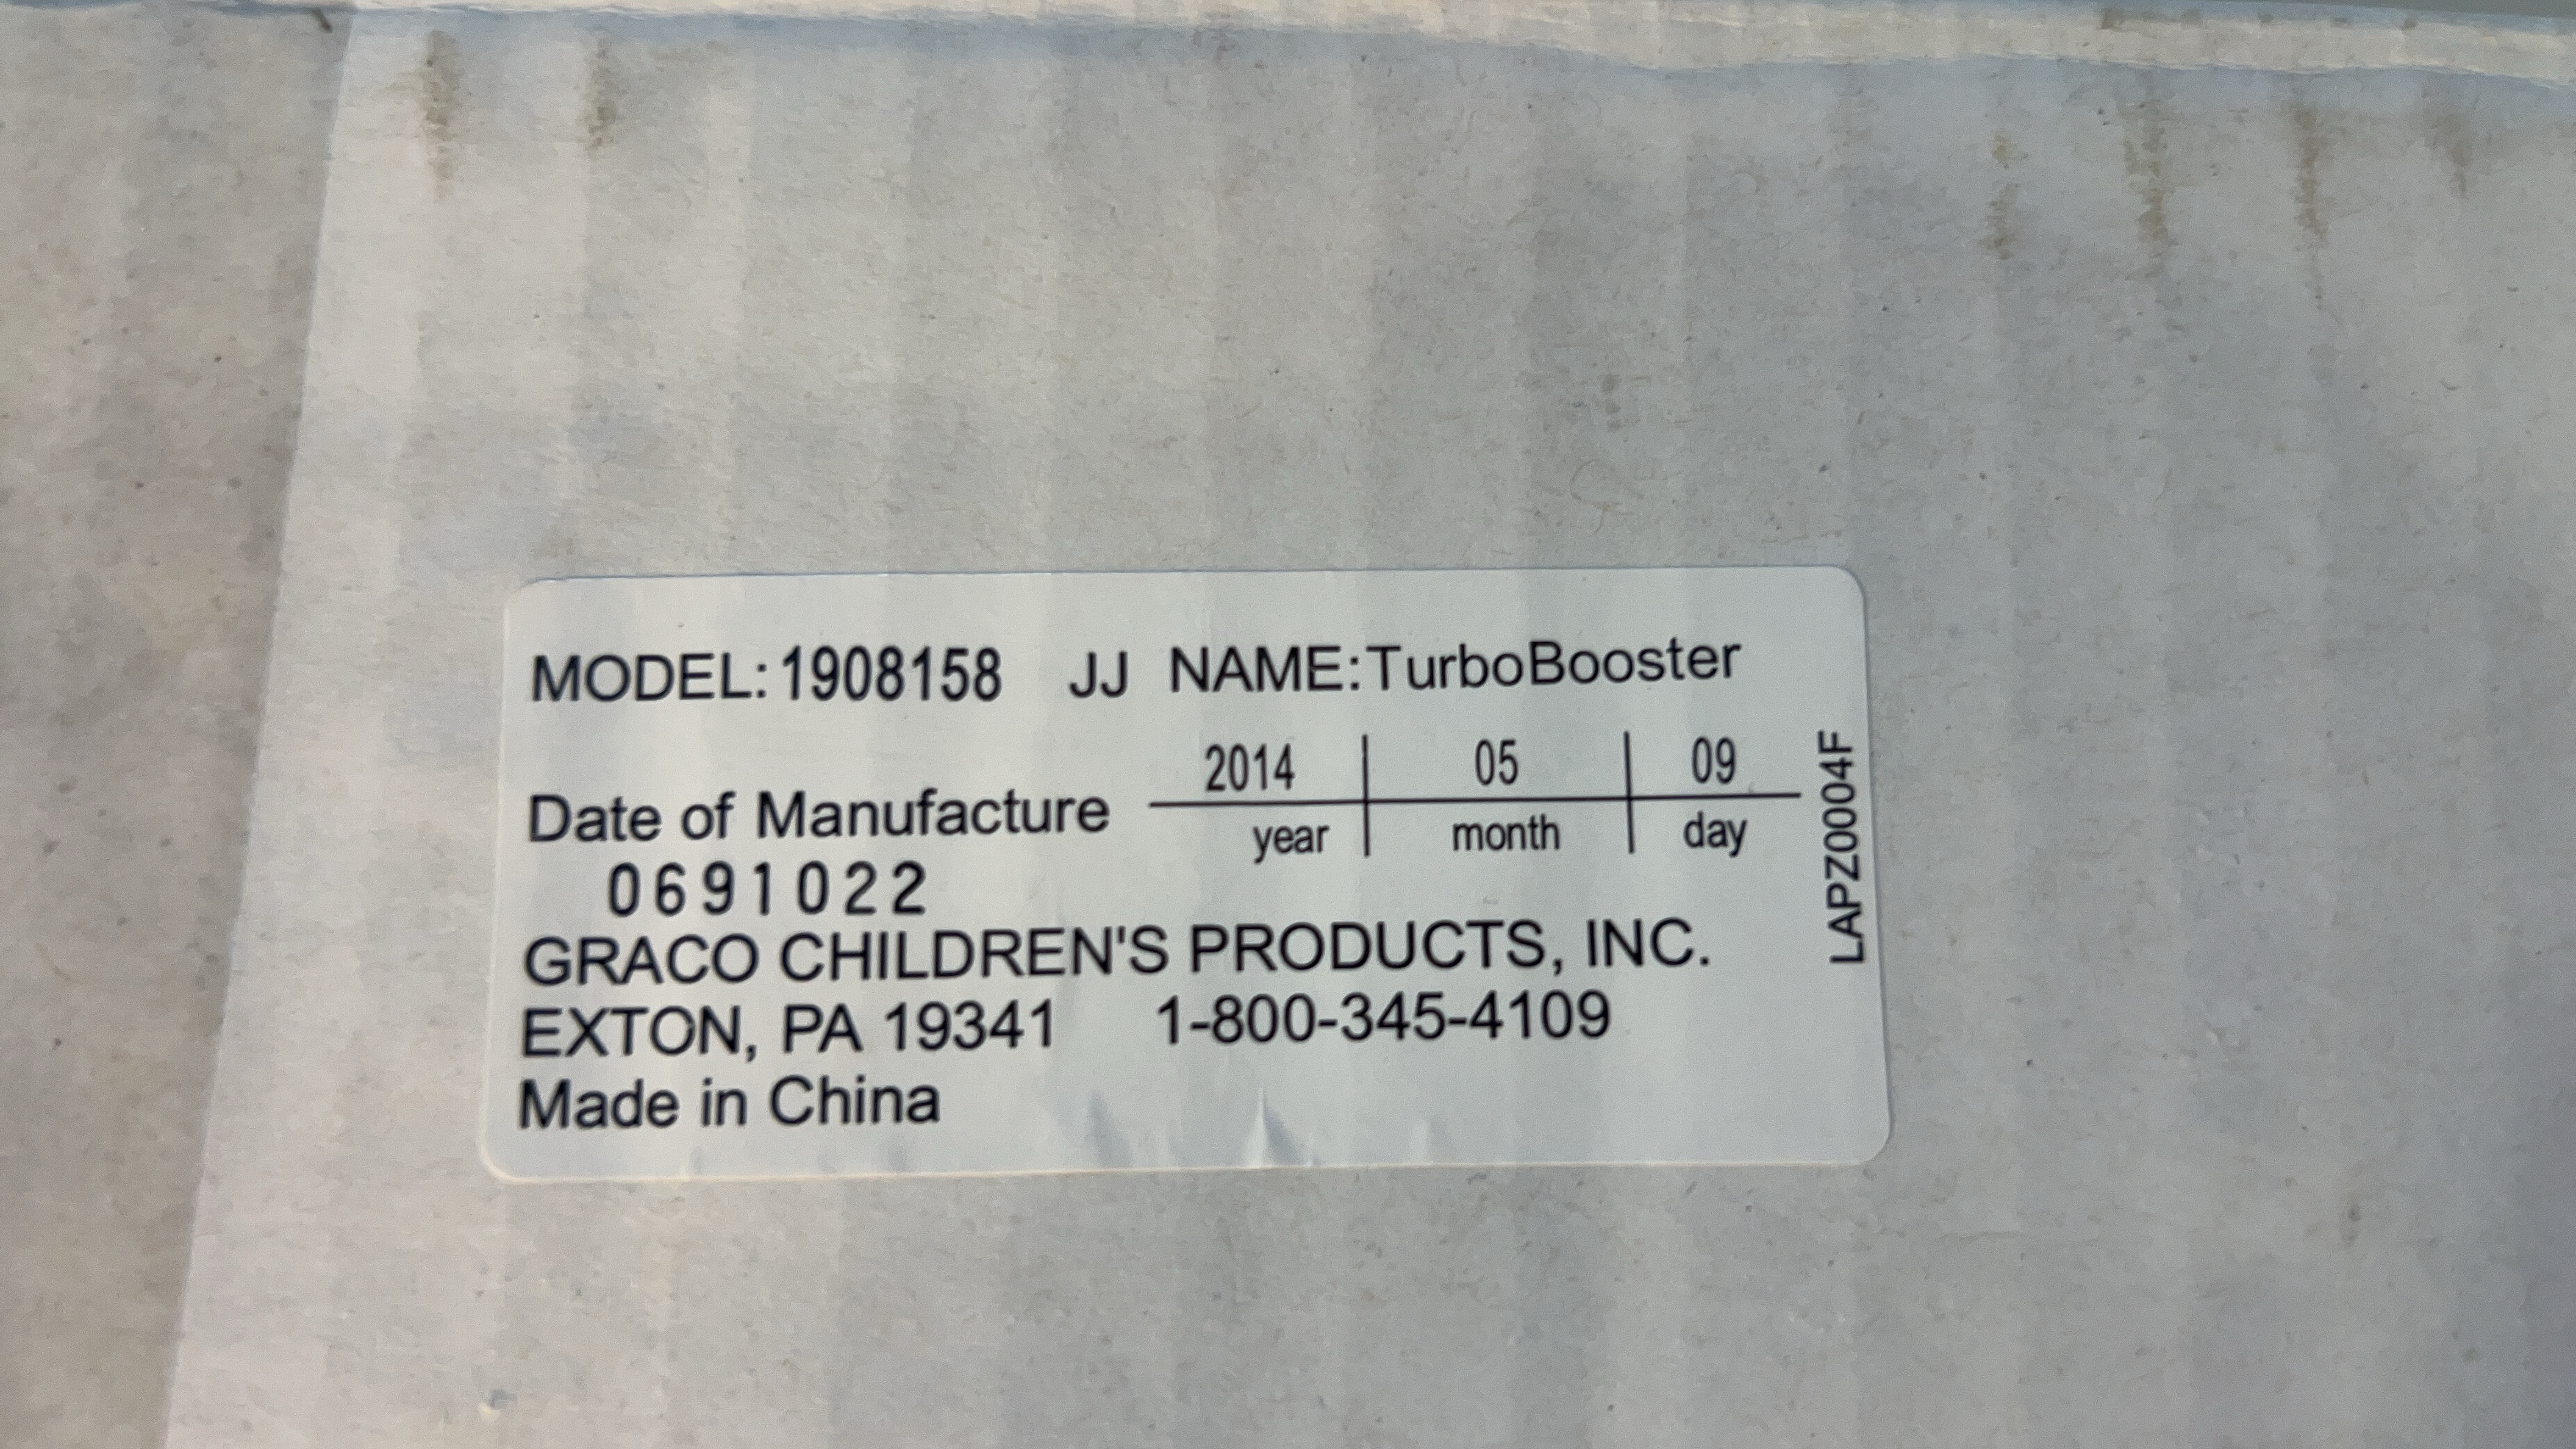 MODEL: 1908158 JJ NAME: TurboBooster
Date of Manufacture
2014 05 09
year month day
0691022
GRACO CHILDREN'S PRODUCTS, INC.
EXTON, PA 19341 1-800-345-4109
Made in China
LAPZ0004F